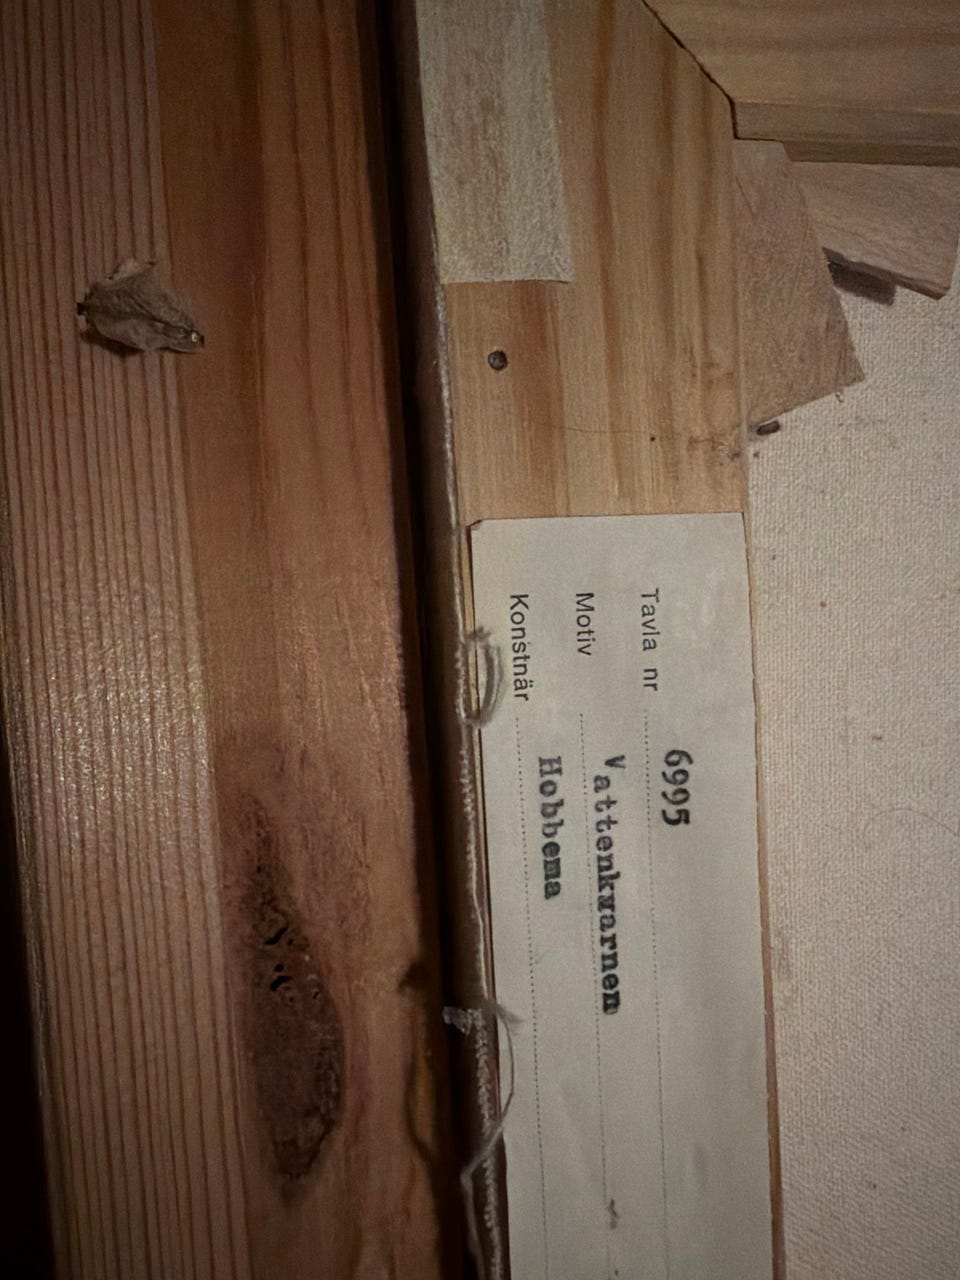 Tavla nr 6995
Motiv Vattenkvarnen
Konstnär Hobbema